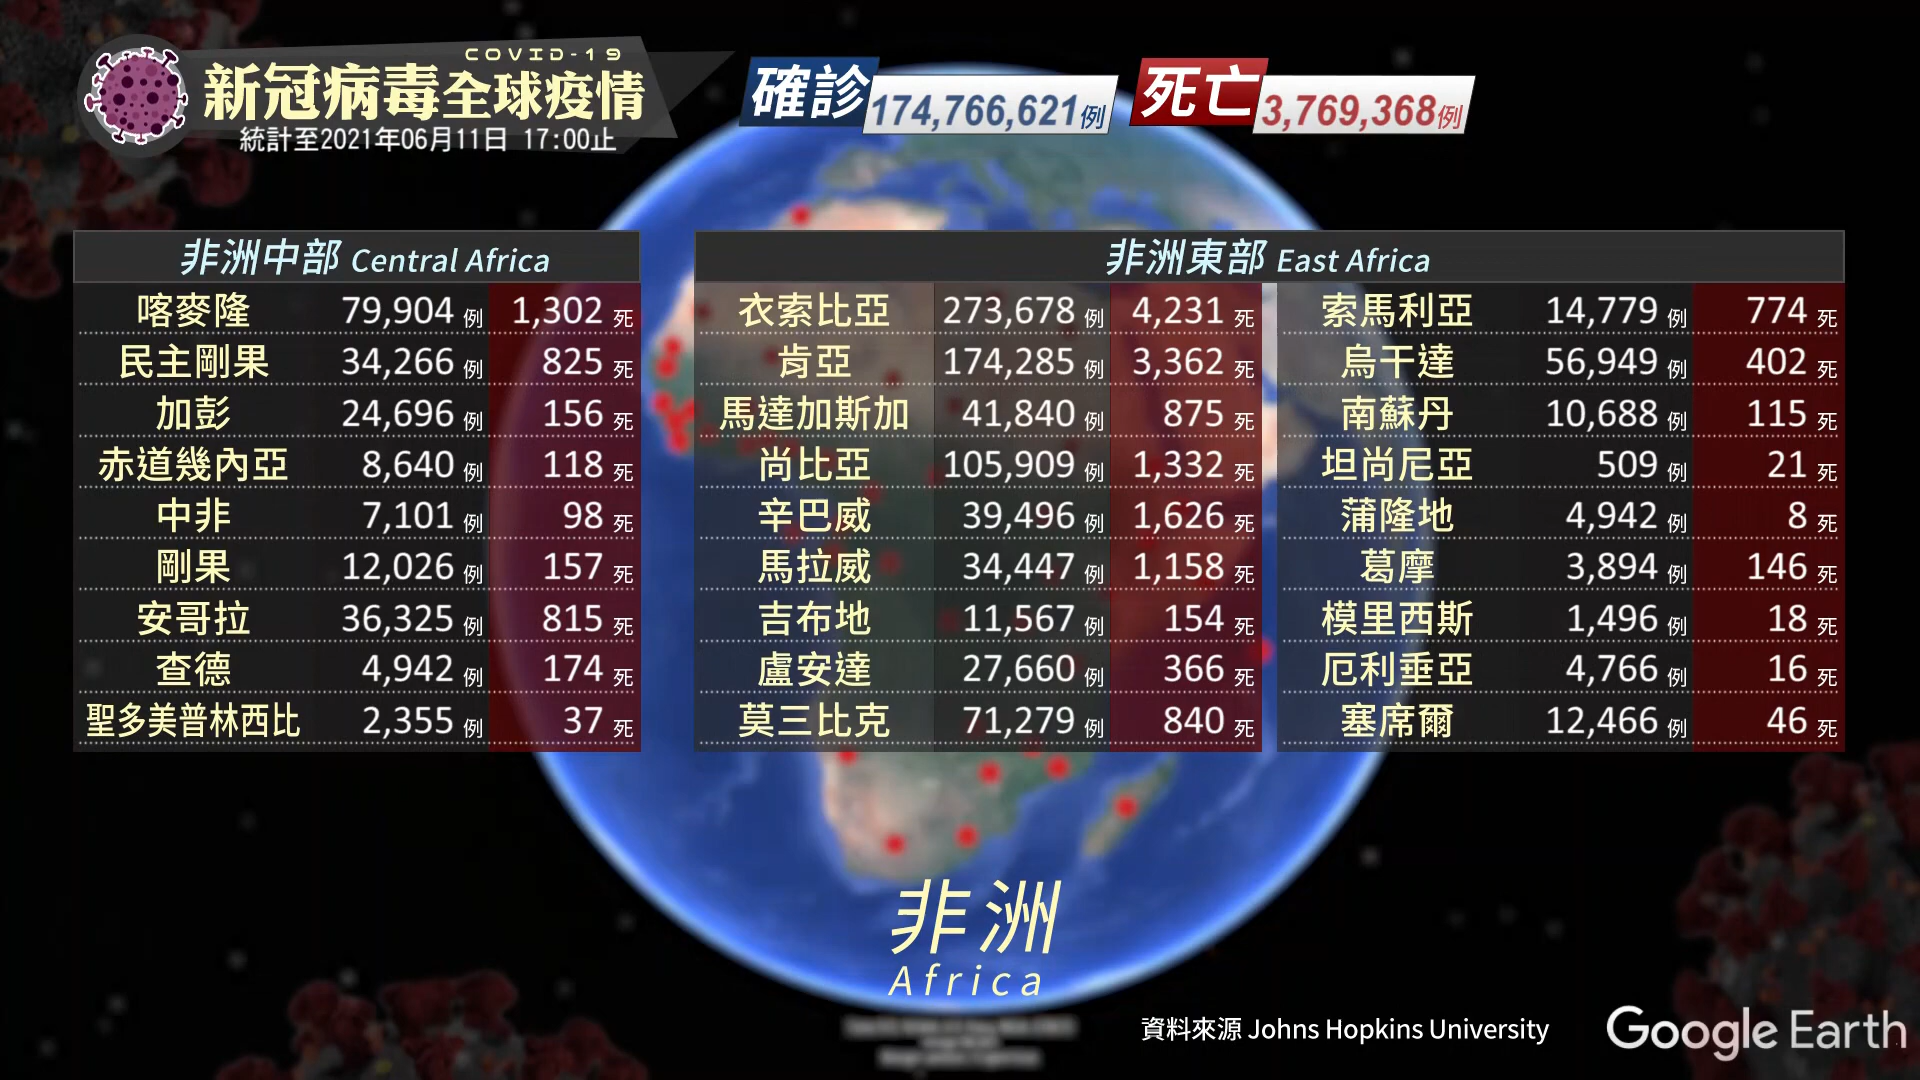 COVID-19
新冠病毒全球疫情
統計至2021年06月11日 17:00止
確診 174,766,621例
死亡 3,769,368例
非洲中部 Central Africa
喀麥隆 79,904 例 1,302 死
民主剛果 34,266 例 825 死
加彭 24,696 例 156 死
赤道幾內亞 8,640 例 118 死
中非 7,101 例 98 死
剛果 12,026 例 157 死
安哥拉 36,325 例 815 死
查德 4,942 例 174 死
聖多美普林西比 2,355 例 37 死
非洲東部 East Africa
衣索比亞 273,678 例 4,231 死
肯亞 174,285 例 3,362 死
馬達加斯加 41,840 例 875 死
尚比亞 105,909 例 1,332 死
辛巴威 39,496 例 1,626 死
馬拉威 34,447 例 1,158 死
吉布地 11,567 例 154 死
盧安達 27,660 例 366 死
莫三比克 71,279 例 840 死
索馬利亞 14,779 例 774 死
烏干達 56,949 例 402 死
南蘇丹 10,688 例 115 死
坦尚尼亞 509 例 21 死
蒲隆地 4,942 例 8 死
葛摩 3,894 例 146 死
模里西斯 1,496 例 18 死
厄利垂亞 4,766 例 16 死
塞席爾 12,466 例 46 死
非洲
Africa
資料來源 Johns Hopkins University
Google Earth